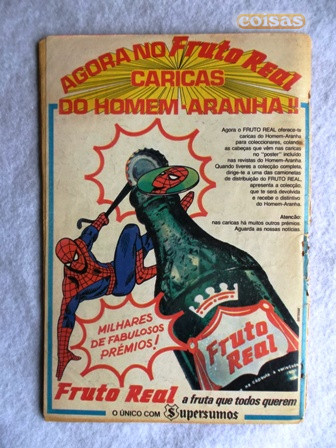 coisas
AGORA NO Fruto Real
CARICAS
DO HOMEM-ARANHA!!
Agora o FRUTO REAL oferece-te
caricas do Homem-Aranha
para coleccionares, colando
as cabeças que vêm nas caricas
no "poster" incluído
nas revistas do Homem-Aranha.
Quando tiveres a colecção completa,
dirige-te a uma das camionetas
de distribuição do FRUTO REAL,
apresenta a colecção
que te será devolvida
e recebe o distintivo
do Homem-Aranha.
Atenção:
nas caricas há muitos outros prémios.
Aguarda as nossas notícias.
MILHARES
DE FABULOSOS
PRÉMIOS!
Fruto
Real
Fruto Real a fruta que todos querem
O ÚNICO COM Supersumos